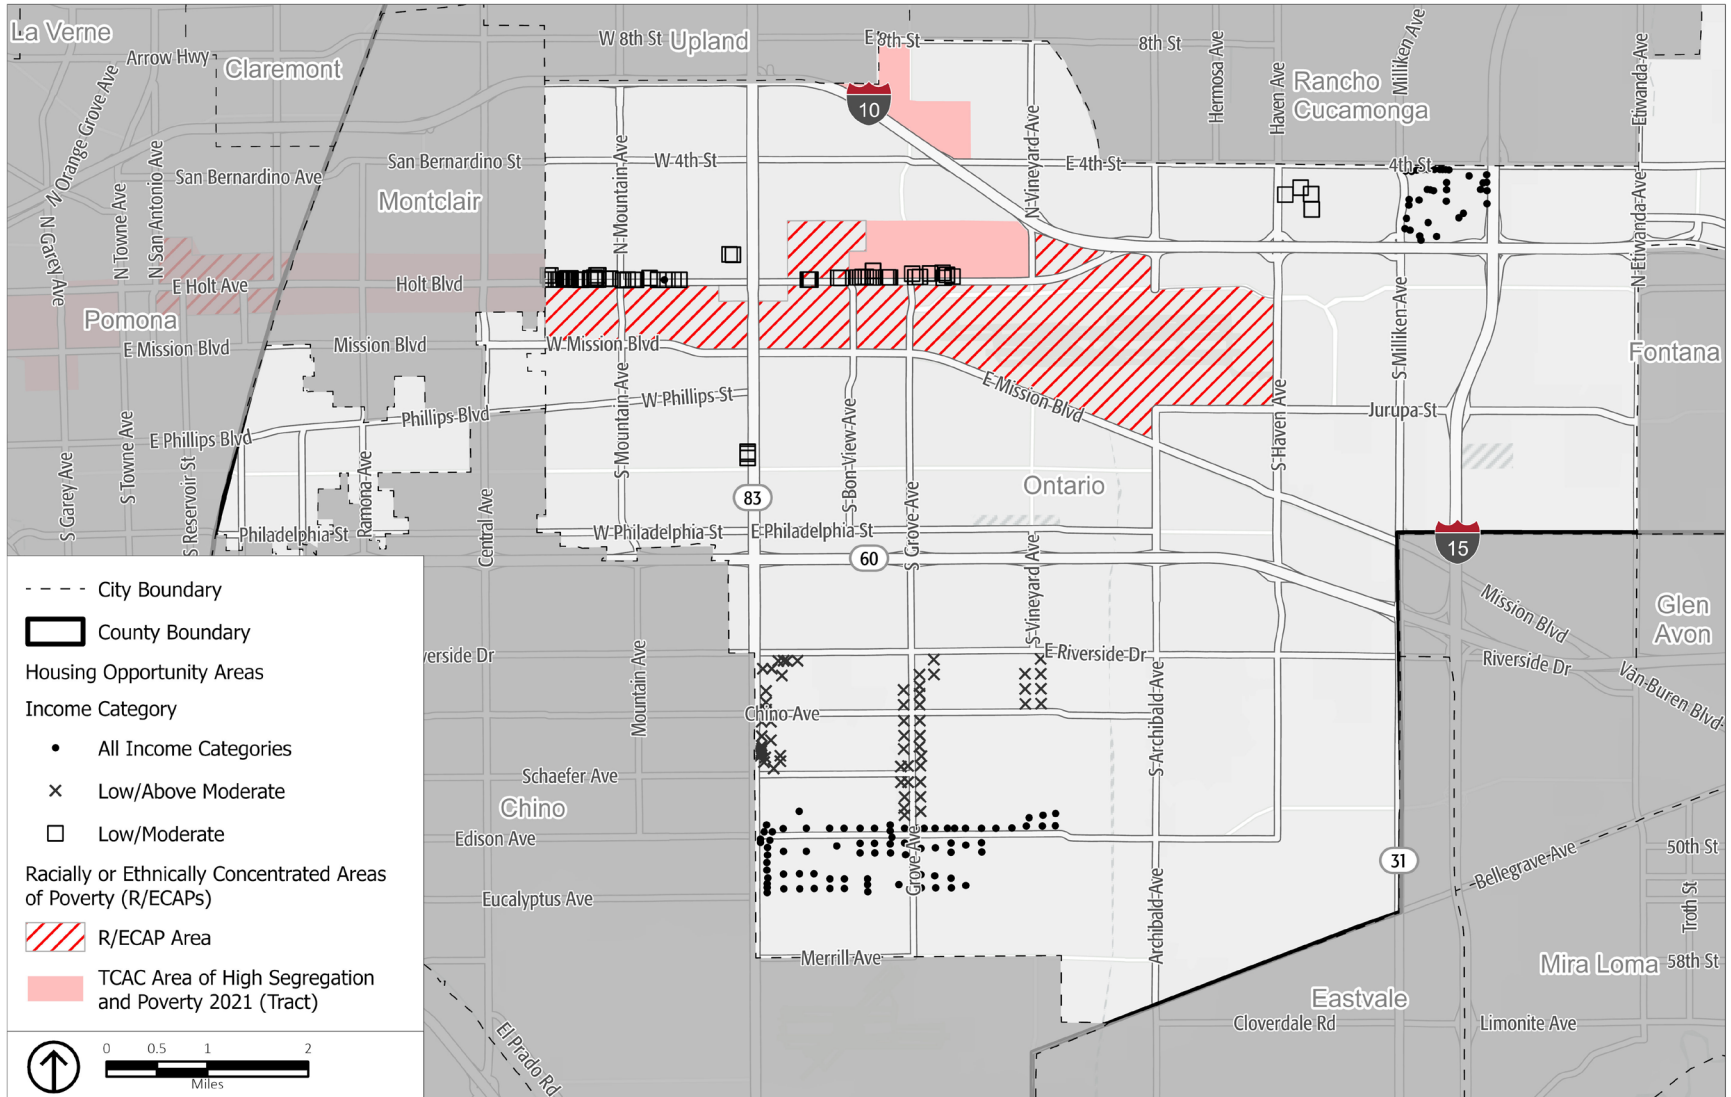 La Verne
Arrow Hwy
Claremont
W 8th St
Upland
E 8th St
8th St
Hermosa Ave
Haven Ave
Milliken Ave
Rancho
Cucamonga
Etiwanda Ave
10
N Orange Grove Ave
San Bernardino Ave
San Bernardino St
W 4th St
E 4th St
4th St
N Garey Ave
N Towne Ave
N San Antonio Ave
Montclair
N Mountain Ave
N Vineyard Ave
N Etiwanda Ave
E Holt Ave
Holt Blvd
Pomona
E Mission Blvd
Mission Blvd
W Mission Blvd
E Mission Blvd
S Milliken Ave
Fontana
W Phillips St
Phillips Blvd
E Phillips Blvd
Jurupa St
S Garey Ave
S Towne Ave
S Reservoir St
Ramona Ave
Central Ave
S Mountain Ave
S Bon View Ave
S Grove Ave
S Haven Ave
Ontario
83
Philadelphia St
W Philadelphia St
E Philadelphia St
60
15
S Vineyard Ave
Mission Blvd
Glen
Avon
verside Dr
E Riverside Dr
Riverside Dr
Van Buren Blvd
Mountain Ave
Chino Ave
S Archibald Ave
Schaefer Ave
Chino
Edison Ave
Grove Ave
31
50th St
Bellegrave Ave
Eucalyptus Ave
Archibald Ave
Troth St
Merrill Ave
Mira Loma
58th St
Eastvale
Cloverdale Rd
Limonite Ave
El Prado Rd
City Boundary
County Boundary
Housing Opportunity Areas
Income Category
All Income Categories
Low/Above Moderate
Low/Moderate
Racially or Ethnically Concentrated Areas
of Poverty (R/ECAPs)
R/ECAP Area
TCAC Area of High Segregation
and Poverty 2021 (Tract)
0 0.5 1 2
Miles